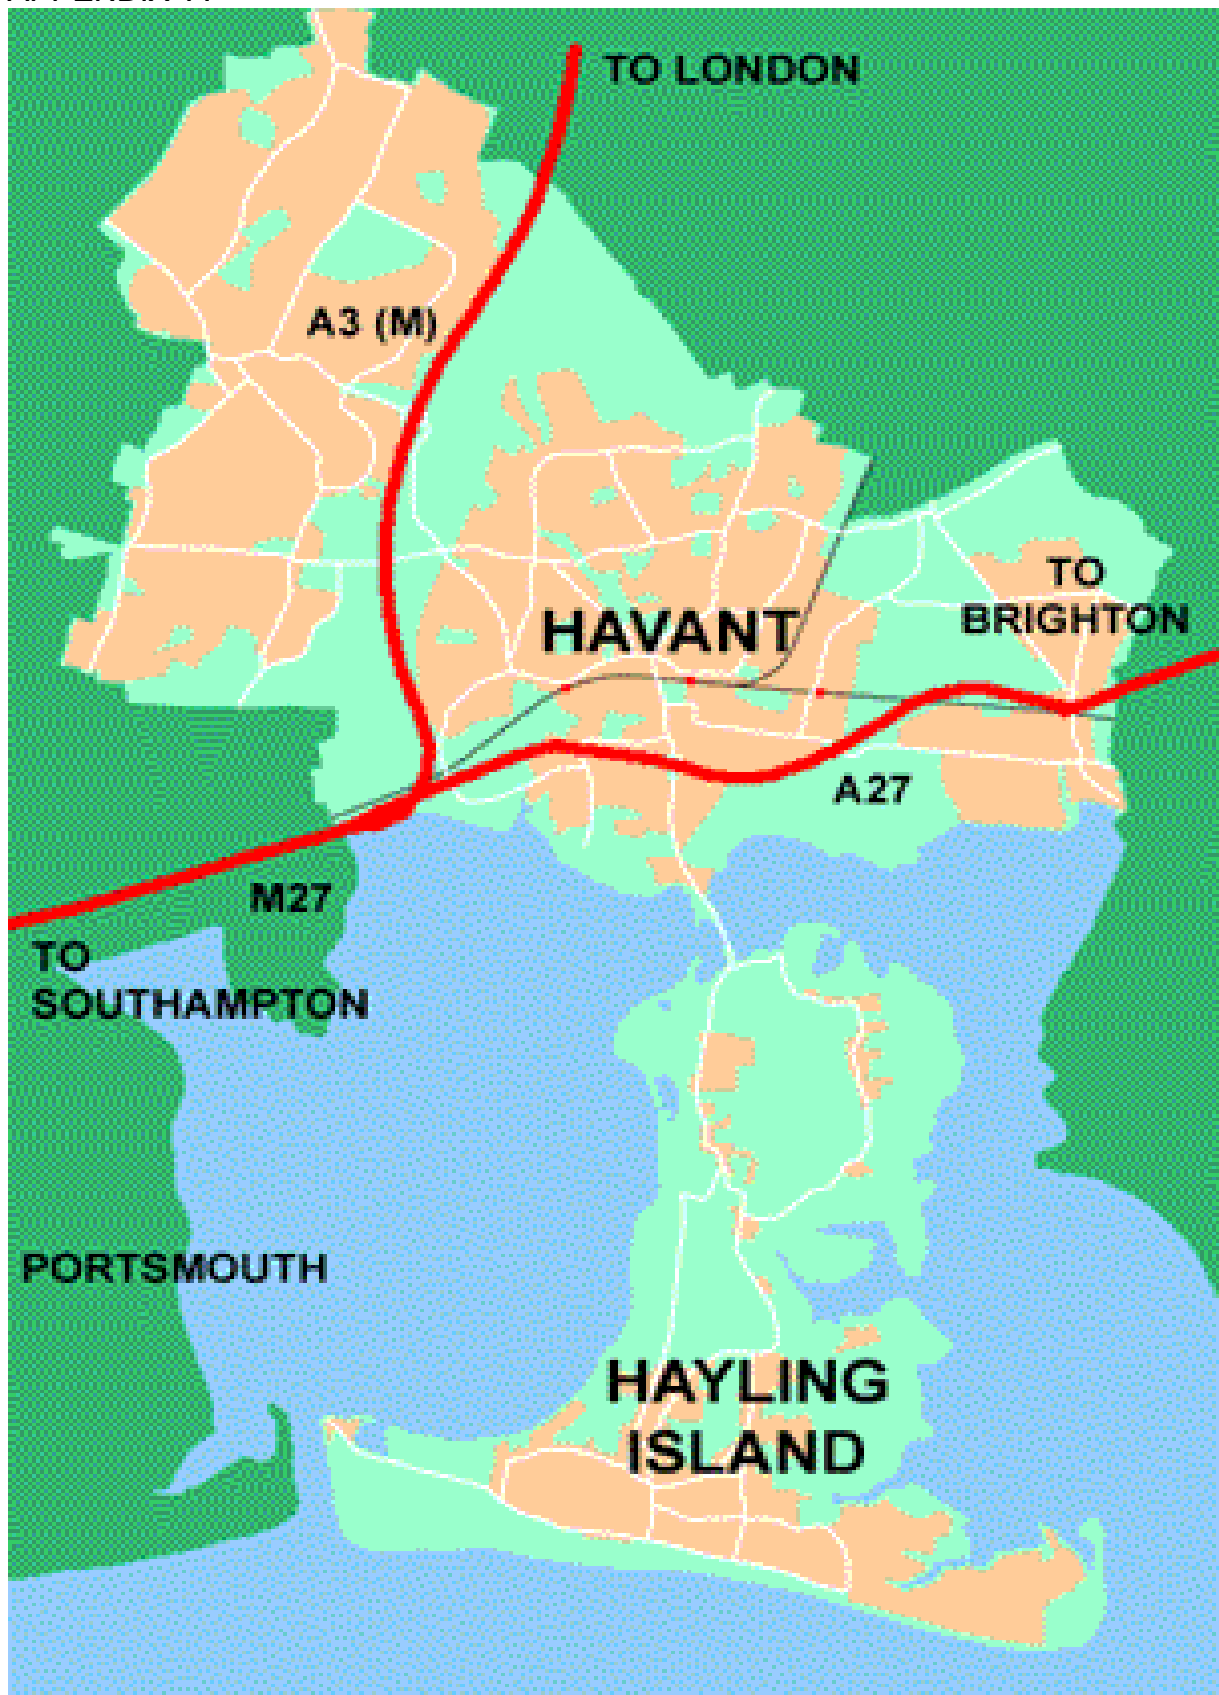 TO LONDON
A3 (M)
TO
BRIGHTON
HAVANT
A27
M27
TO
SOUTHAMPTON
PORTSMOUTH
HAYLING
ISLAND